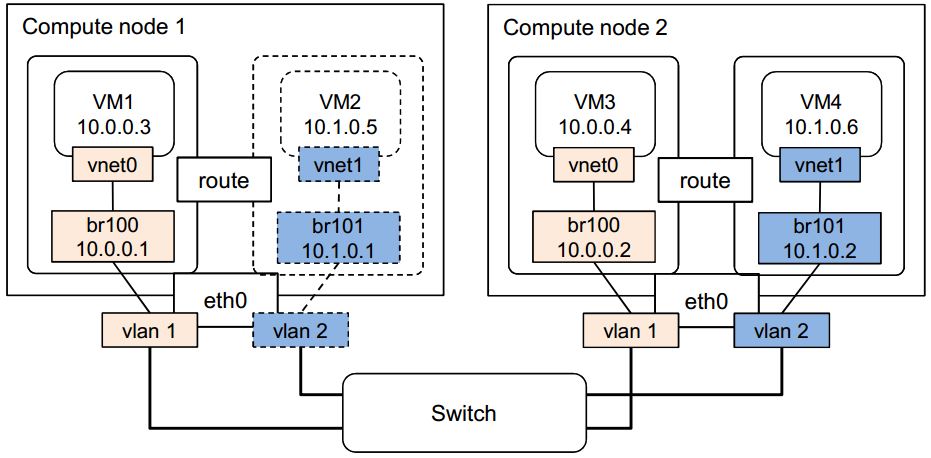 Compute node 1
VM1
10.0.0.3
vnet0
br100
10.0.0.1
route
VM2
10.1.0.5
vnet1
br101
10.1.0.1
eth0
vlan 1
vlan 2
Compute node 2
VM3
10.0.0.4
vnet0
br100
10.0.0.2
route
VM4
10.1.0.6
vnet1
br101
10.1.0.2
eth0
vlan 1
vlan 2
Switch